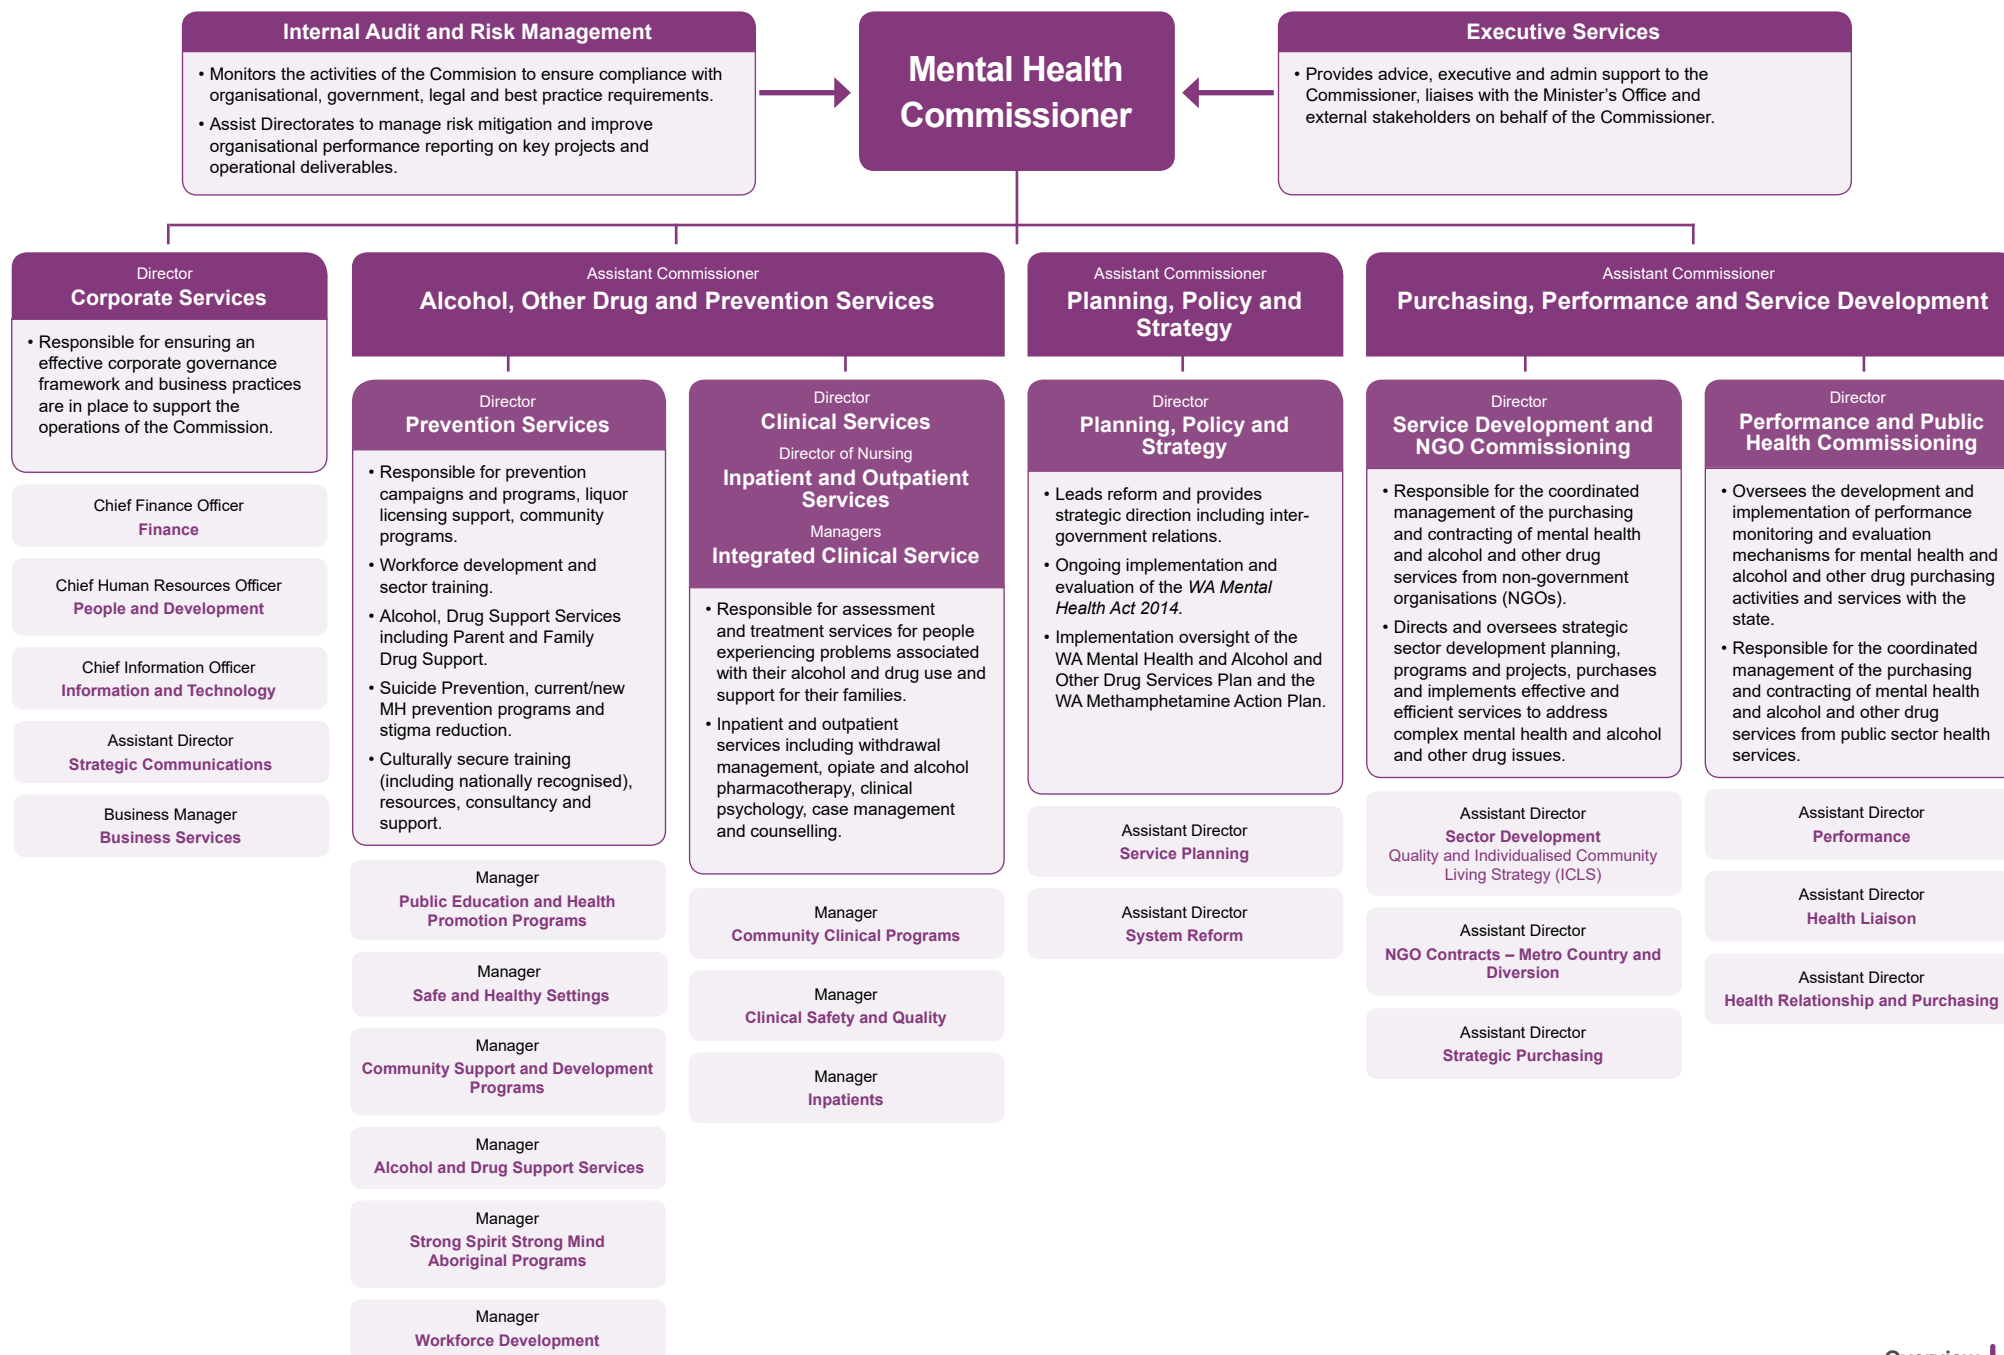 Internal Audit and Risk Management
• Monitors the activities of the Commision to ensure compliance with
organisational, government, legal and best practice requirements.
• Assist Directorates to manage risk mitigation and improve
organisational performance reporting on key projects and
operational deliverables.
Mental Health
Commissioner
Executive Services
• Provides advice, executive and admin support to the
Commissioner, liaises with the Minister’s Office and
external stakeholders on behalf of the Commissioner.
Director
Corporate Services
• Responsible for ensuring an
effective corporate governance
framework and business practices
are in place to support the
operations of the Commission.
Chief Finance Officer
Finance
Chief Human Resources Officer
People and Development
Chief Information Officer
Information and Technology
Assistant Director
Strategic Communications
Business Manager
Business Services
Assistant Commissioner
Alcohol, Other Drug and Prevention Services
Director
Prevention Services
• Responsible for prevention
campaigns and programs, liquor
licensing support, community
programs.
• Workforce development and
sector training.
• Alcohol, Drug Support Services
including Parent and Family
Drug Support.
• Suicide Prevention, current/new
MH prevention programs and
stigma reduction.
• Culturally secure training
(including nationally recognised),
resources, consultancy and
support.
Manager
Public Education and Health
Promotion Programs
Manager
Safe and Healthy Settings
Manager
Community Support and Development
Programs
Manager
Alcohol and Drug Support Services
Manager
Strong Spirit Strong Mind
Aboriginal Programs
Manager
Workforce Development
Director
Clinical Services
Director of Nursing
Inpatient and Outpatient
Services
Managers
Integrated Clinical Service
• Responsible for assessment
and treatment services for people
experiencing problems associated
with their alcohol and drug use and
support for their families.
• Inpatient and outpatient
services including withdrawal
management, opiate and alcohol
pharmacotherapy, clinical
psychology, case management
and counselling.
Manager
Community Clinical Programs
Manager
Clinical Safety and Quality
Manager
Inpatients
Assistant Commissioner
Planning, Policy and
Strategy
Director
Planning, Policy and
Strategy
• Leads reform and provides
strategic direction including inter-
government relations.
• Ongoing implementation and
evaluation of the WA Mental
Health Act 2014.
• Implementation oversight of the
WA Mental Health and Alcohol and
Other Drug Services Plan and the
WA Methamphetamine Action Plan.
Assistant Director
Service Planning
Assistant Director
System Reform
Assistant Commissioner
Purchasing, Performance and Service Development
Director
Service Development and
NGO Commissioning
• Responsible for the coordinated
management of the purchasing
and contracting of mental health
and alcohol and other drug
services from non-government
organisations (NGOs).
• Directs and oversees strategic
sector development planning,
programs and projects, purchases
and implements effective and
efficient services to address
complex mental health and alcohol
and other drug issues.
Assistant Director
Sector Development
Quality and Individualised Community
Living Strategy (ICLS)
Assistant Director
NGO Contracts – Metro Country and
Diversion
Assistant Director
Strategic Purchasing
Director
Performance and Public
Health Commissioning
• Oversees the development and
implementation of performance
monitoring and evaluation
mechanisms for mental health and
alcohol and other drug purchasing
activities and services with the
state.
• Responsible for the coordinated
management of the purchasing
and contracting of mental health
and alcohol and other drug
services from public sector health
services.
Assistant Director
Performance
Assistant Director
Health Liaison
Assistant Director
Health Relationship and Purchasing
Overview